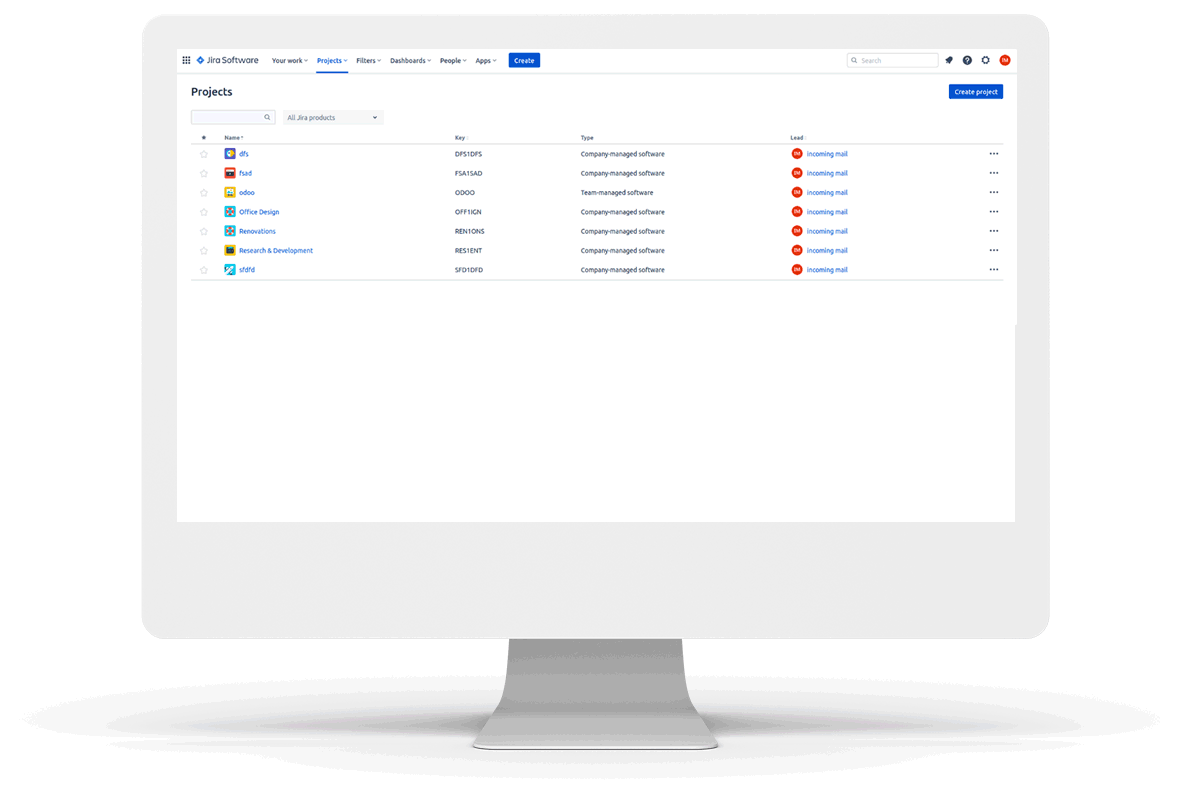 Jira Software Your work Projects Filters Dashboards People Apps Create Search IM
Projects Create project
All Jira products
Name Key Type Lead
dfs DFS1DFS Company-managed software IM incoming mail
fsad FSA1SAD Company-managed software IM incoming mail
odoo ODOO Team-managed software IM incoming mail
Office Design OFF1IGN Company-managed software IM incoming mail
Renovations REN1ONS Company-managed software IM incoming mail
Research & Development RES1ENT Company-managed software IM incoming mail
sfdfd SFD1DFD Company-managed software IM incoming mail